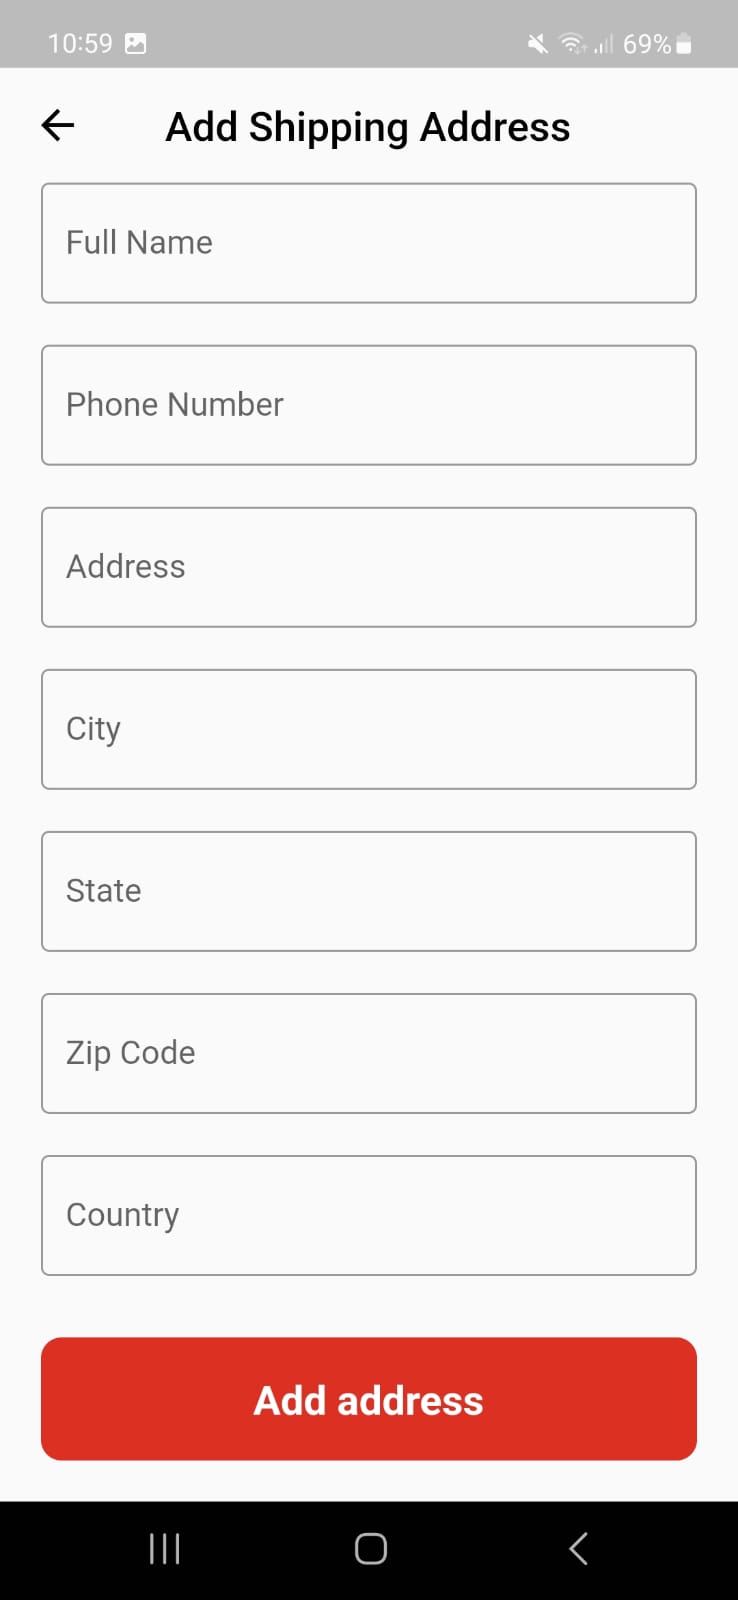 10:59 69%
Add Shipping Address
Full Name
Phone Number
Address
City
State
Zip Code
Country
Add address